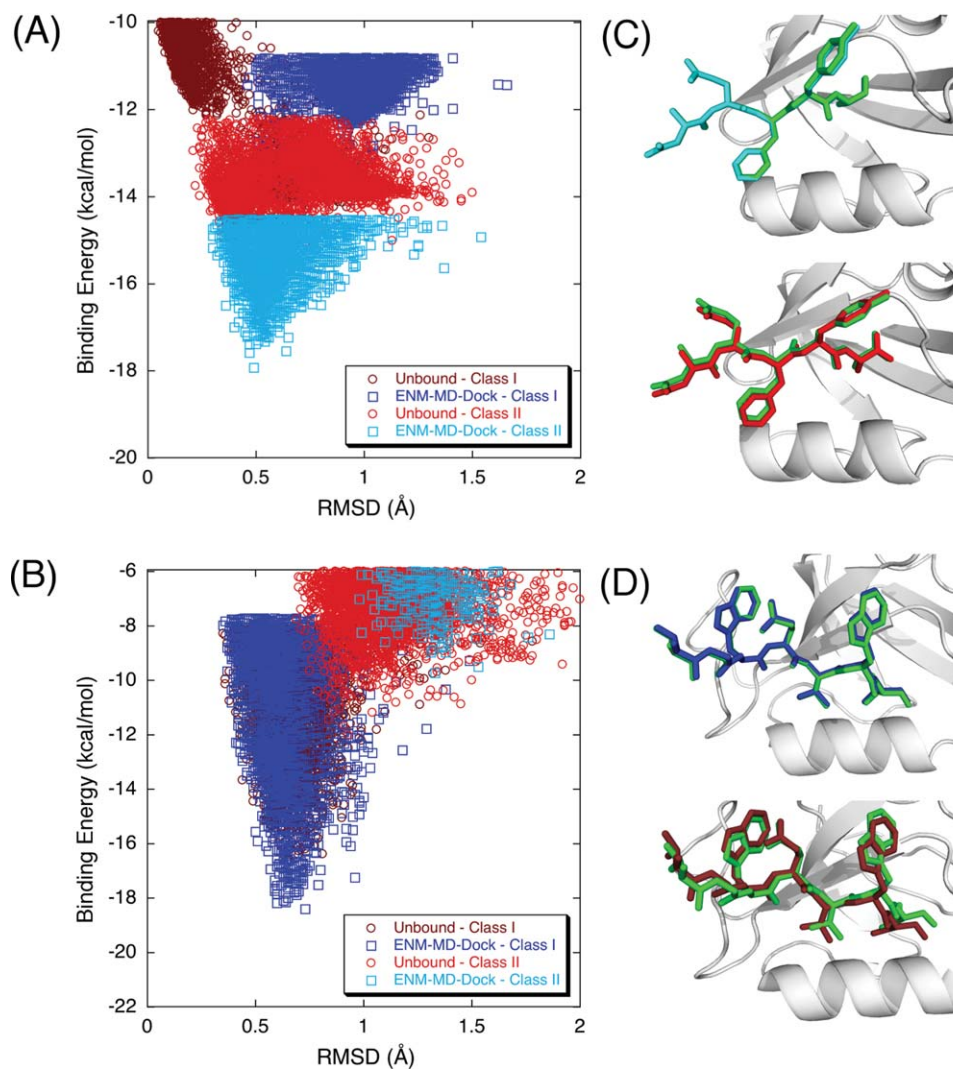 (A)
-10
-12
-14
-16
-18
-20
Binding Energy (kcal/mol)
0
0.5
1
1.5
2
RMSD (Å)
Unbound - Class I
ENM-MD-Dock - Class I
Unbound - Class II
ENM-MD-Dock - Class II
(C)
(B)
-6
-8
-10
-12
-14
-16
-18
-20
-22
Binding Energy (kcal/mol)
0
0.5
1
1.5
2
RMSD (Å)
Unbound - Class I
ENM-MD-Dock - Class I
Unbound - Class II
ENM-MD-Dock - Class II
(D)